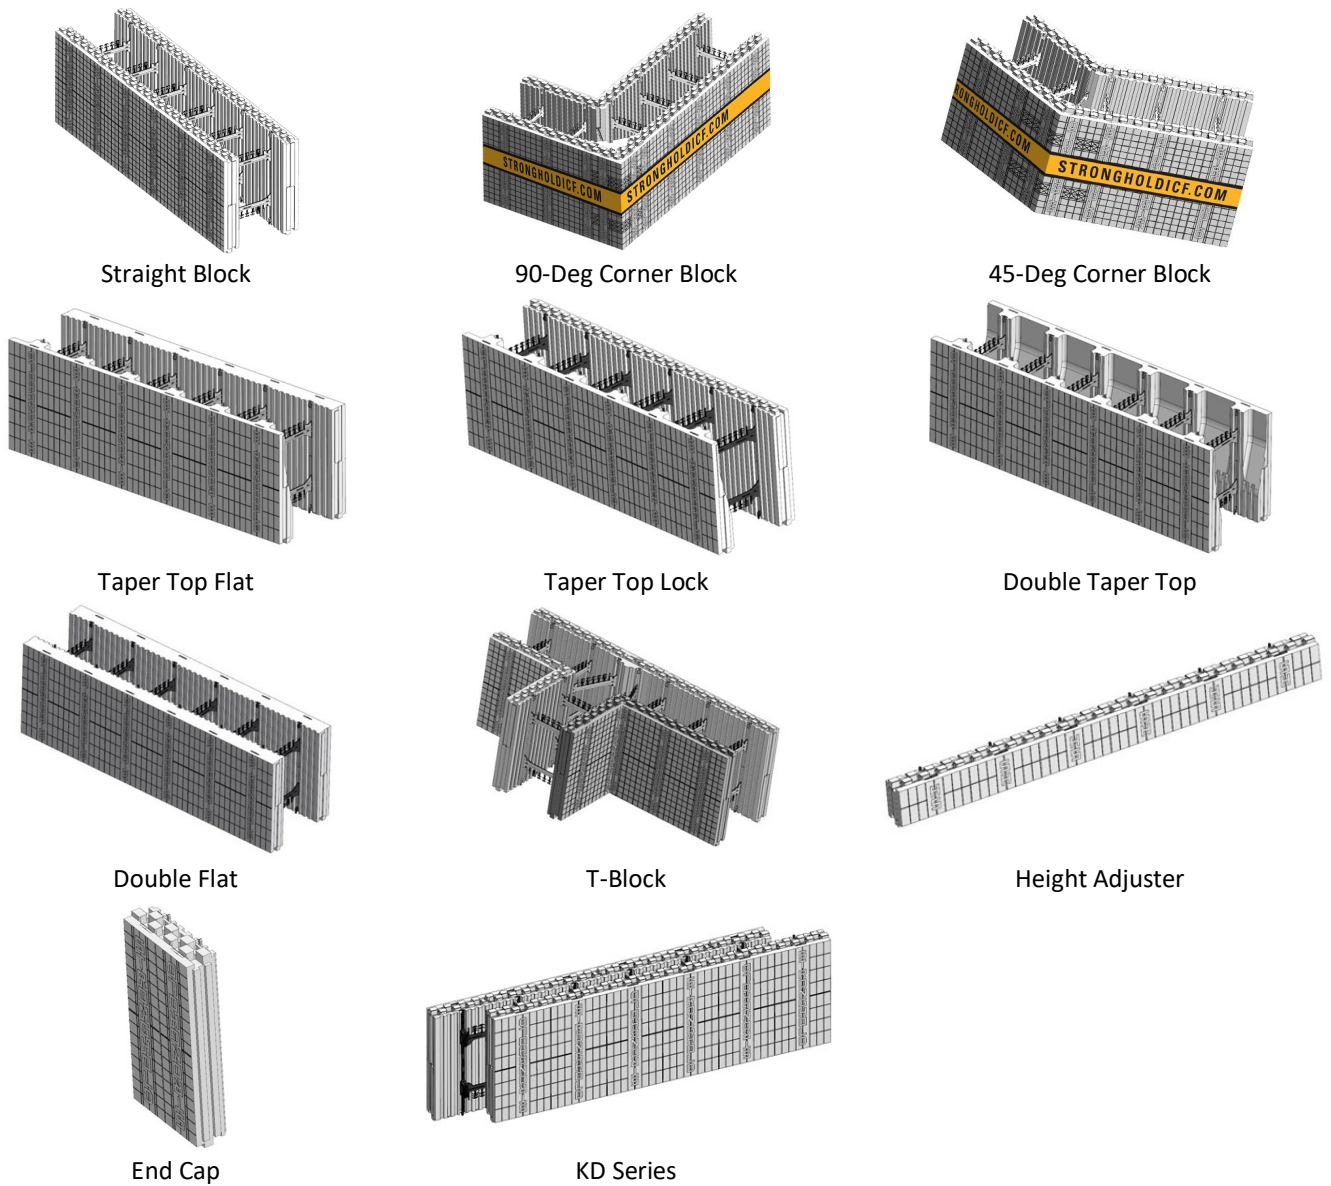 STRONGHOLDICF.COM
STRONGHOLDICF.COM
RONGHOLDICF.COM
STRONGHOLDICF.COM
Straight Block
90-Deg Corner Block
45-Deg Corner Block
Taper Top Flat
Taper Top Lock
Double Taper Top
Double Flat
T-Block
Height Adjuster
End Cap
KD Series